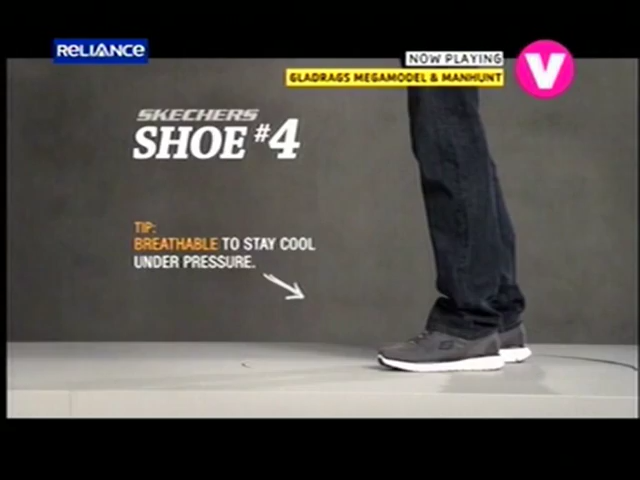 RELIANCE
NOW PLAYING
GLADRAGS MEGAMODEL & MANHUNT
V
SKECHERS
SHOE #4
TIP:
BREATHABLE TO STAY COOL
UNDER PRESSURE.